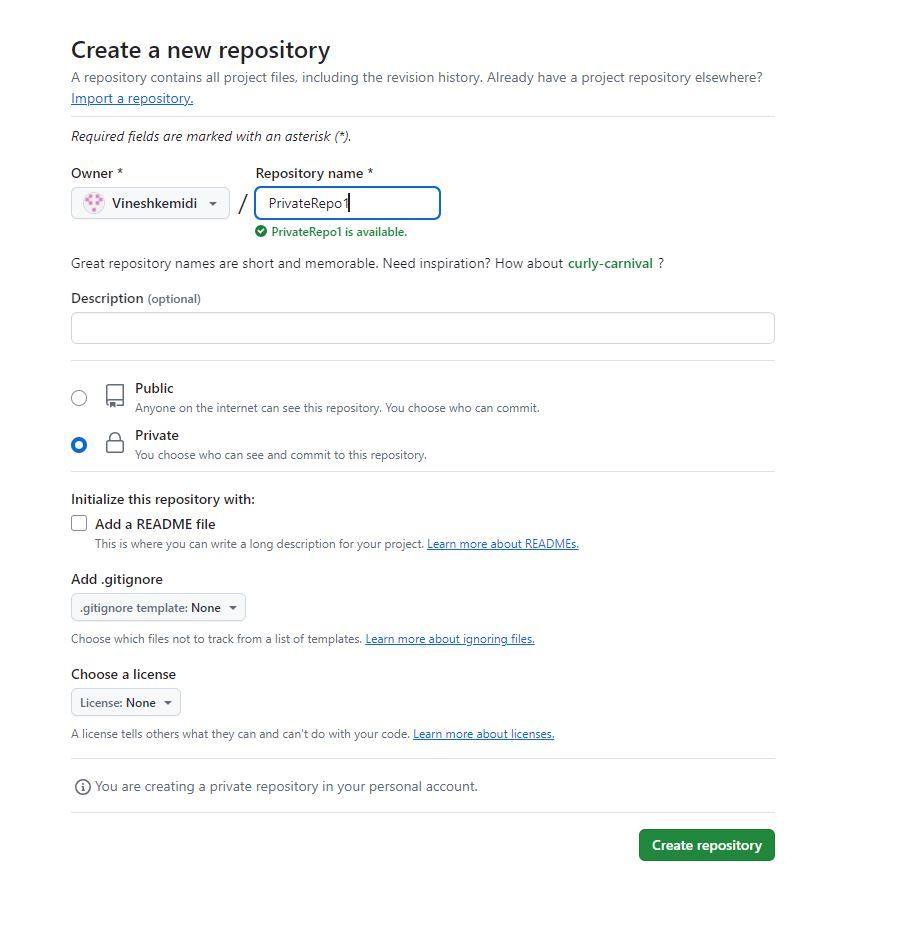 Create a new repository
A repository contains all project files, including the revision history. Already have a project repository elsewhere?
Import a repository.
Required fields are marked with an asterisk (*).
Owner * Repository name *
Vineshkemidi / PrivateRepo1
PrivateRepo1 is available.
Great repository names are short and memorable. Need inspiration? How about curly-carnival ?
Description (optional)
Public
Anyone on the internet can see this repository. You choose who can commit.
Private
You choose who can see and commit to this repository.
Initialize this repository with:
Add a README file
This is where you can write a long description for your project. Learn more about READMEs.
Add .gitignore
.gitignore template: None
Choose which files not to track from a list of templates. Learn more about ignoring files.
Choose a license
License: None
A license tells others what they can and can't do with your code. Learn more about licenses.
You are creating a private repository in your personal account.
Create repository